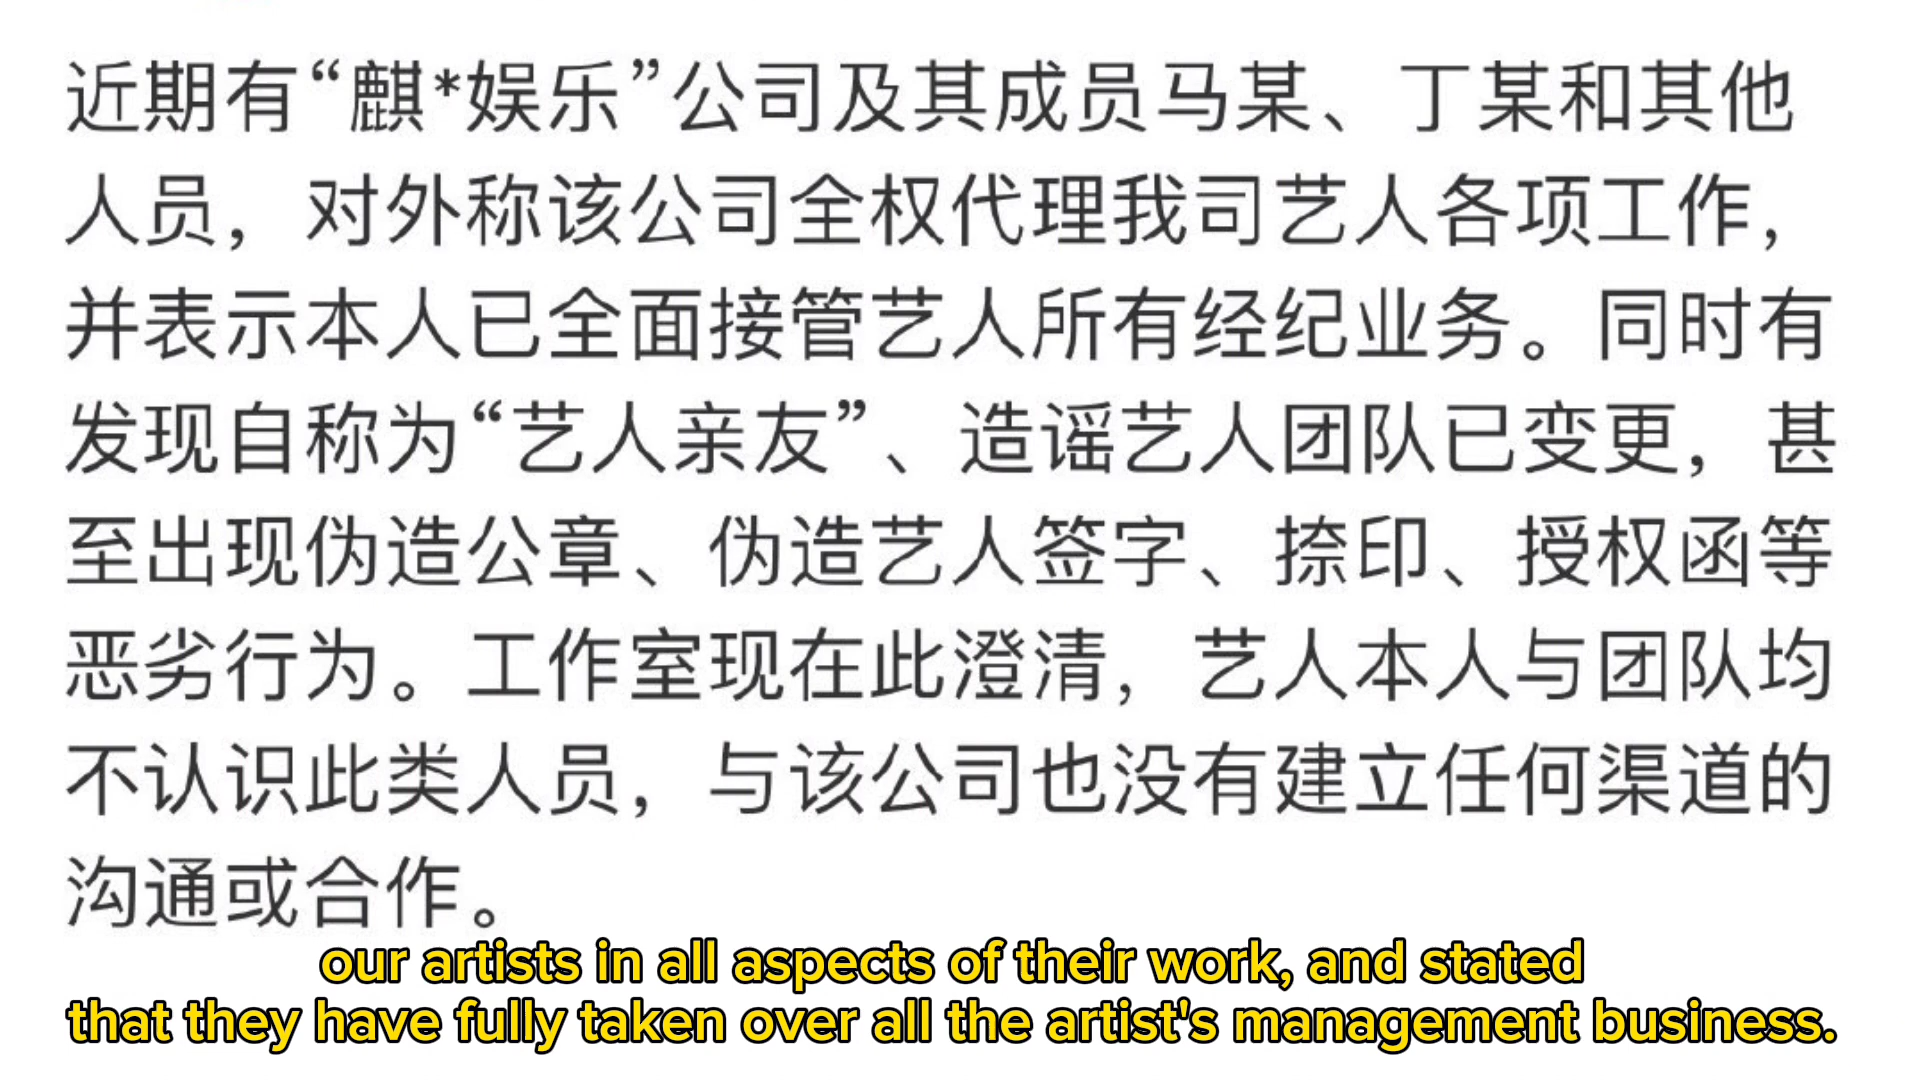 近期有“麒*娱乐”公司及其成员马某、丁某和其他
人员，对外称该公司全权代理我司艺人各项工作，
并表示本人已全面接管艺人所有经纪业务。同时有
发现自称为“艺人亲友”、造谣艺人团队已变更，甚
至出现伪造公章、伪造艺人签字、捺印、授权函等
恶劣行为。工作室现在此澄清，艺人本人与团队均
不认识此类人员，与该公司也没有建立任何渠道的
沟通或合作。
our artists in all aspects of their work, and stated
that they have fully taken over all the artist's management business.